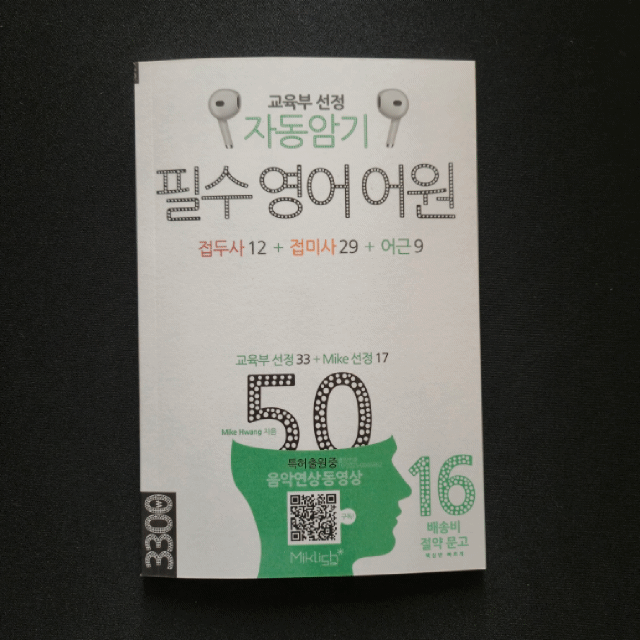 교육부 선정
자동암기
필수 영어 어원
접두사 12 + 접미사 29 + 어근 9
교육부 선정 33 + Mike 선정 17
50
Mike Hwang 지음
특허출원중
음악연상동영상
Miklish
16
배송비
절약 문고
3300